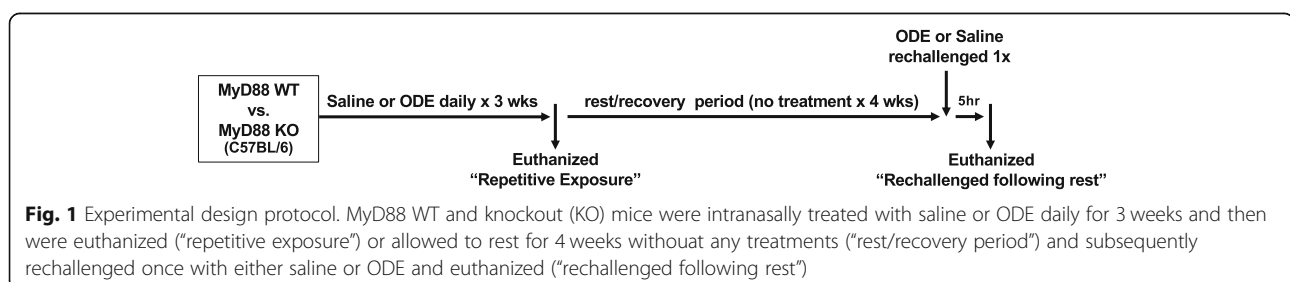 ODE or Saline
rechallenged 1x
MyD88 WT
vs.
MyD88 KO
(C57BL/6)
Saline or ODE daily x 3 wks
rest/recovery period (no treatment x 4 wks)
5hr
Euthanized
“Repetitive Exposure”
Euthanized
“Rechallenged following rest”
Fig. 1 Experimental design protocol. MyD88 WT and knockout (KO) mice were intranasally treated with saline or ODE daily for 3 weeks and then
were euthanized (“repetitive exposure”) or allowed to rest for 4 weeks withouat any treatments (“rest/recovery period”) and subsequently
rechallenged once with either saline or ODE and euthanized (“rechallenged following rest”)